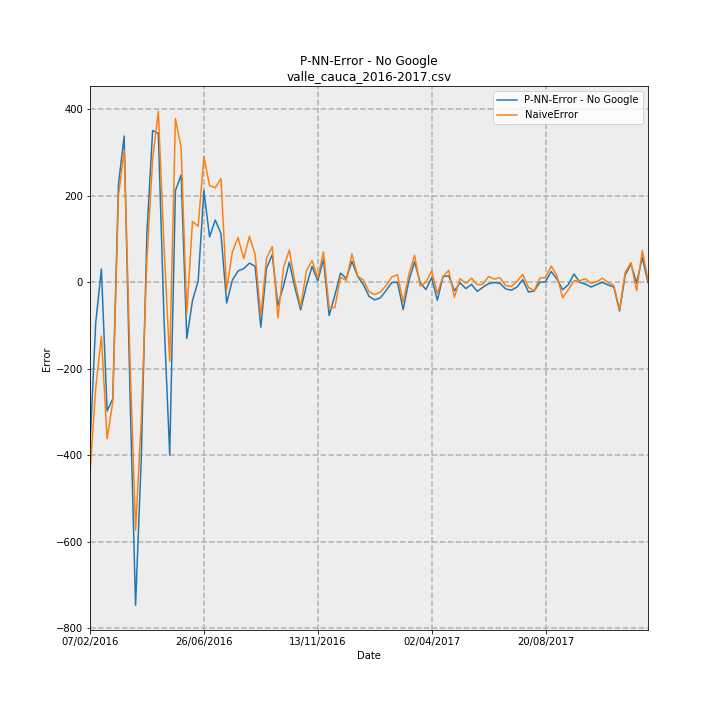 P-NN-Error - No Google
valle_cauca_2016-2017.csv
P-NN-Error - No Google
NaiveError
400
200
0
−200
−400
−600
−800
Error
07/02/2016
26/06/2016
13/11/2016
02/04/2017
20/08/2017
Date